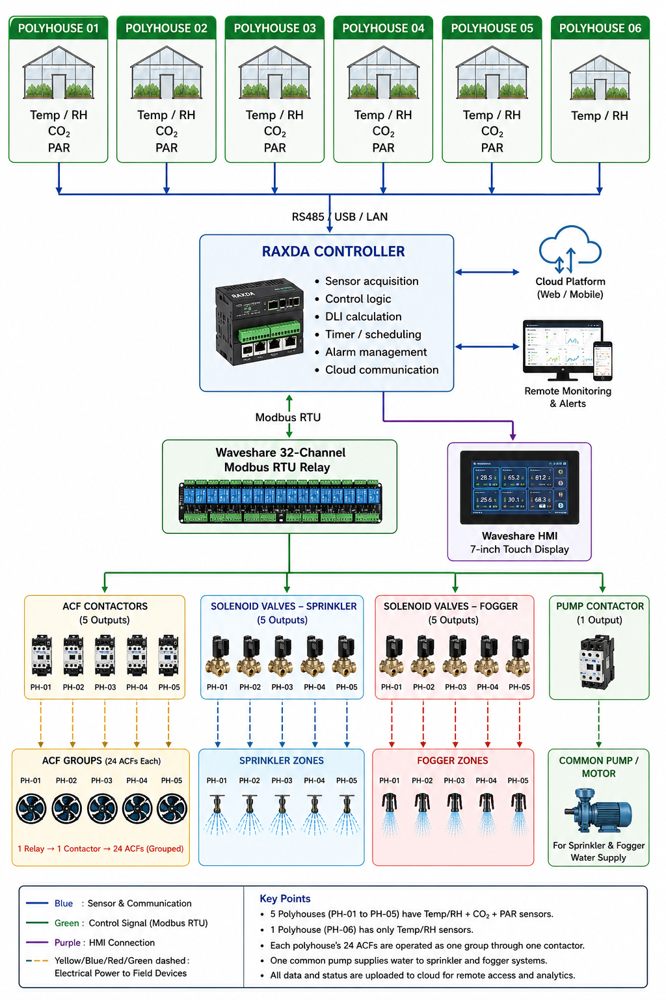 POLYHOUSE 01
Temp / RH
CO₂
PAR
POLYHOUSE 02
Temp / RH
CO₂
PAR
POLYHOUSE 03
Temp / RH
CO₂
PAR
POLYHOUSE 04
Temp / RH
CO₂
PAR
POLYHOUSE 05
Temp / RH
CO₂
PAR
POLYHOUSE 06
Temp / RH
RS485 / USB / LAN
RAXDA CONTROLLER
RAXDA
• Sensor acquisition
• Control logic
• DLI calculation
• Timer / scheduling
• Alarm management
• Cloud communication
Cloud Platform
(Web / Mobile)
Remote Monitoring
& Alerts
Modbus RTU
Waveshare 32-Channel
Modbus RTU Relay
28.5
65.2
812
25.6
30.1
68.3
Waveshare HMI
7-inch Touch Display
ACF CONTACTORS
(5 Outputs)
PH-01 PH-02 PH-03 PH-04 PH-05
SOLENOID VALVES – SPRINKLER
(5 Outputs)
PH-01 PH-02 PH-03 PH-04 PH-05
SOLENOID VALVES – FOGGER
(5 Outputs)
PH-01 PH-02 PH-03 PH-04 PH-05
PUMP CONTACTOR
(1 Output)
ACF GROUPS (24 ACFs Each)
PH-01 PH-02 PH-03 PH-04 PH-05
1 Relay → 1 Contactor → 24 ACFs (Grouped)
SPRINKLER ZONES
PH-01 PH-02 PH-03 PH-04 PH-05
FOGGER ZONES
PH-01 PH-02 PH-03 PH-04 PH-05
COMMON PUMP /
MOTOR
For Sprinkler & Fogger
Water Supply
Blue : Sensor & Communication
Green : Control Signal (Modbus RTU)
Purple : HMI Connection
Yellow/Blue/Red/Green dashed :
Electrical Power to Field Devices
Key Points
• 5 Polyhouses (PH-01 to PH-05) have Temp/RH + CO₂ + PAR sensors.
• 1 Polyhouse (PH-06) has only Temp/RH sensors.
• Each polyhouse's 24 ACFs are operated as one group through one contactor.
• One common pump supplies water to sprinkler and fogger systems.
• All data and status are uploaded to cloud for remote access and analytics.